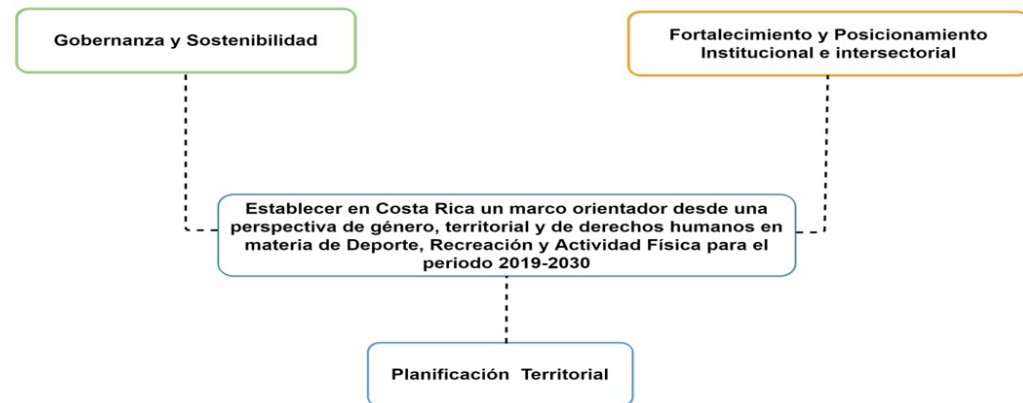 Gobernanza y Sostenibilidad
Fortalecimiento y Posicionamiento
Institucional e intersectorial
Establecer en Costa Rica un marco orientador desde una
perspectiva de género, territorial y de derechos humanos en
materia de Deporte, Recreación y Actividad Física para el
periodo 2019-2030
Planificación Territorial